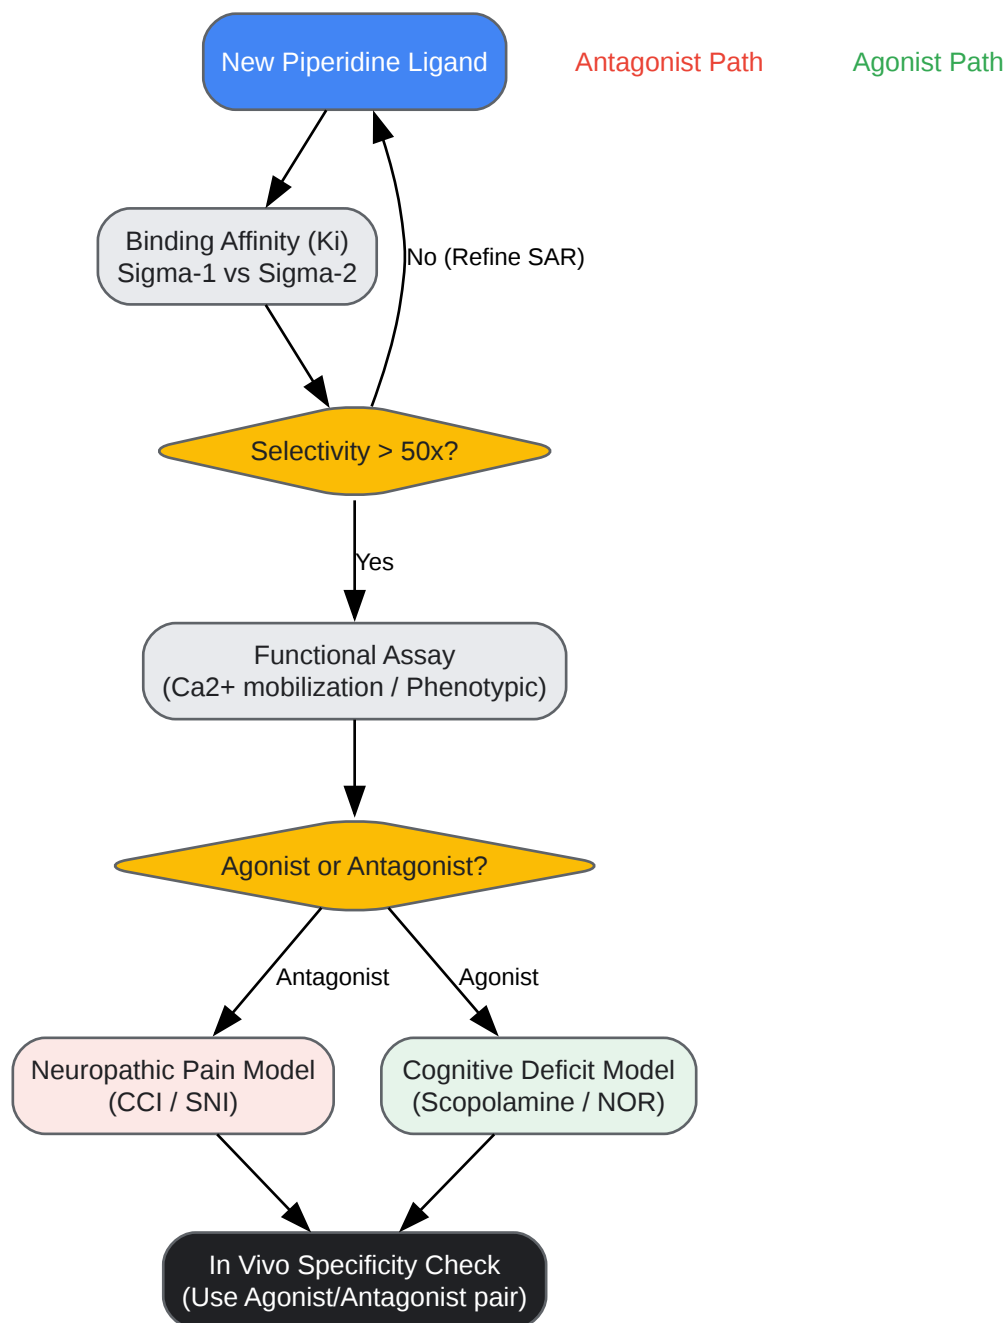 New Piperidine Ligand
Antagonist Path
Agonist Path
Binding Affinity (Ki)
Sigma-1 vs Sigma-2
No (Refine SAR)
Selectivity > 50x?
Yes
Functional Assay
(Ca2+ mobilization / Phenotypic)
Agonist or Antagonist?
Antagonist
Agonist
Neuropathic Pain Model
(CCI / SNI)
Cognitive Deficit Model
(Scopolamine / NOR)
In Vivo Specificity Check
(Use Agonist/Antagonist pair)